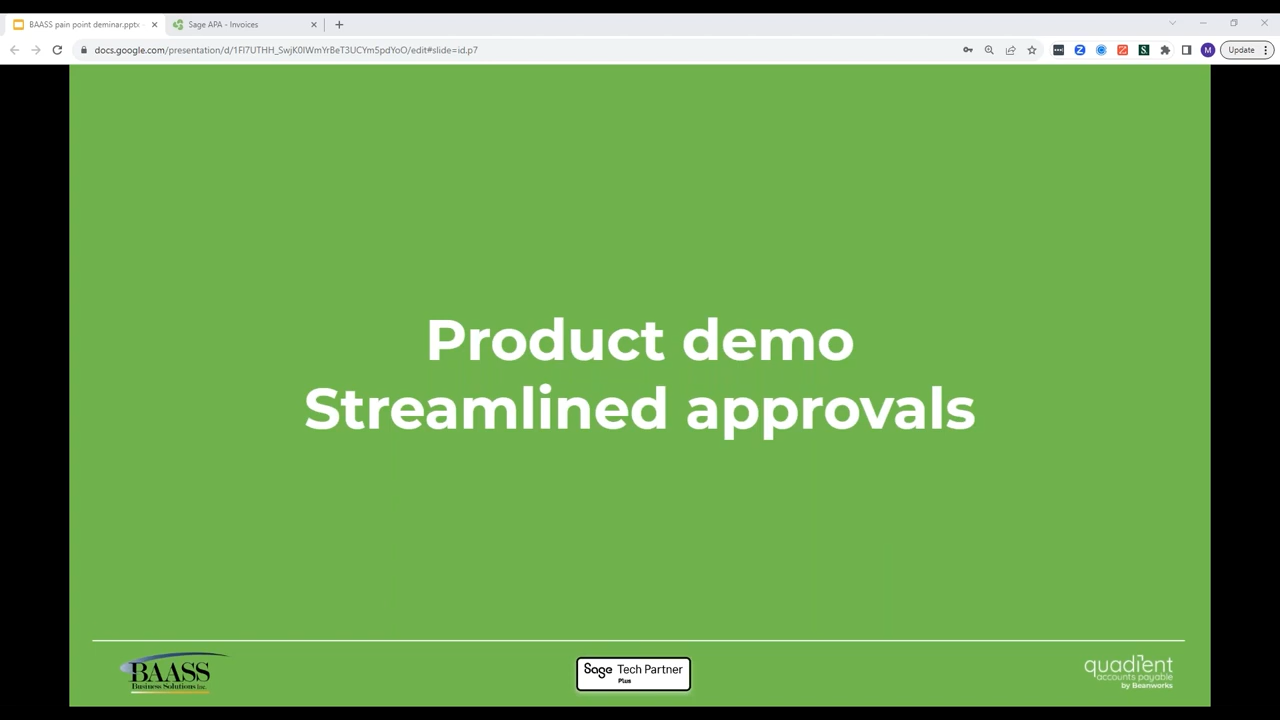 BAASS pain point deminar.pptx
Sage APA - Invoices
docs.google.com/presentation/d/1FI7UTHH_SwjK0IWmYrBeT3UCYm5pdYoO/edit#slide=id.p7
M
Update
Product demo
Streamlined approvals
BAASS
Business Solutions Inc.
Sage Tech Partner
Plus
quadient
accounts payable
by Beanworks